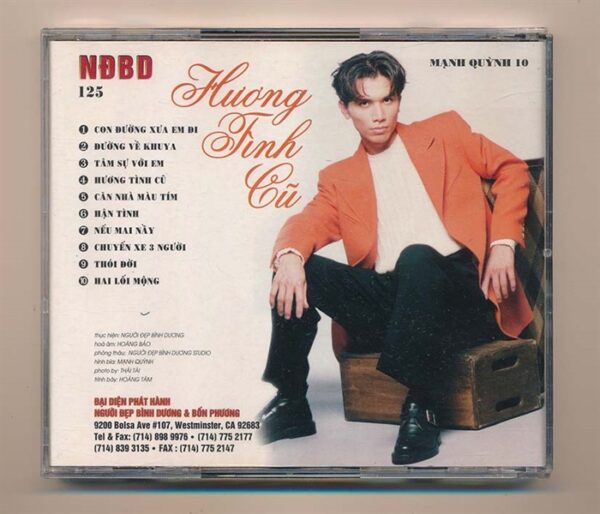 NĐBD
125
MẠNH QUỲNH 10
Hương
Tình
Cũ
1 CON ĐƯỜNG XƯA EM ĐI
2 ĐƯỜNG VỀ KHUYA
3 TÂM SỰ VỚI EM
4 HƯƠNG TÌNH CŨ
5 CĂN NHÀ MÀU TÍM
6 HẬN TÌNH
7 NẾU MAI NÀY
8 CHUYẾN XE 3 NGƯỜI
9 THÓI ĐỜI
10 HAI LỐI MỘNG
thực hiện: NGƯỜI ĐẸP BÌNH DƯƠNG
hoà âm: HOÀNG BẢO
phòng thâu: NGƯỜI ĐẸP BÌNH DƯƠNG STUDIO
hình bìa: MẠNH QUỲNH
photo by: THÁI TÀI
trình bày: HOÀNG TÂM
ĐẠI DIỆN PHÁT HÀNH
NGƯỜI ĐẸP BÌNH DƯƠNG & BỐN PHƯƠNG
9200 Bolsa Ave #107, Westminster, CA 92683
Tel & Fax: (714) 898 9976 • (714) 775 2177
(714) 839 3135 • FAX : (714) 775 2147